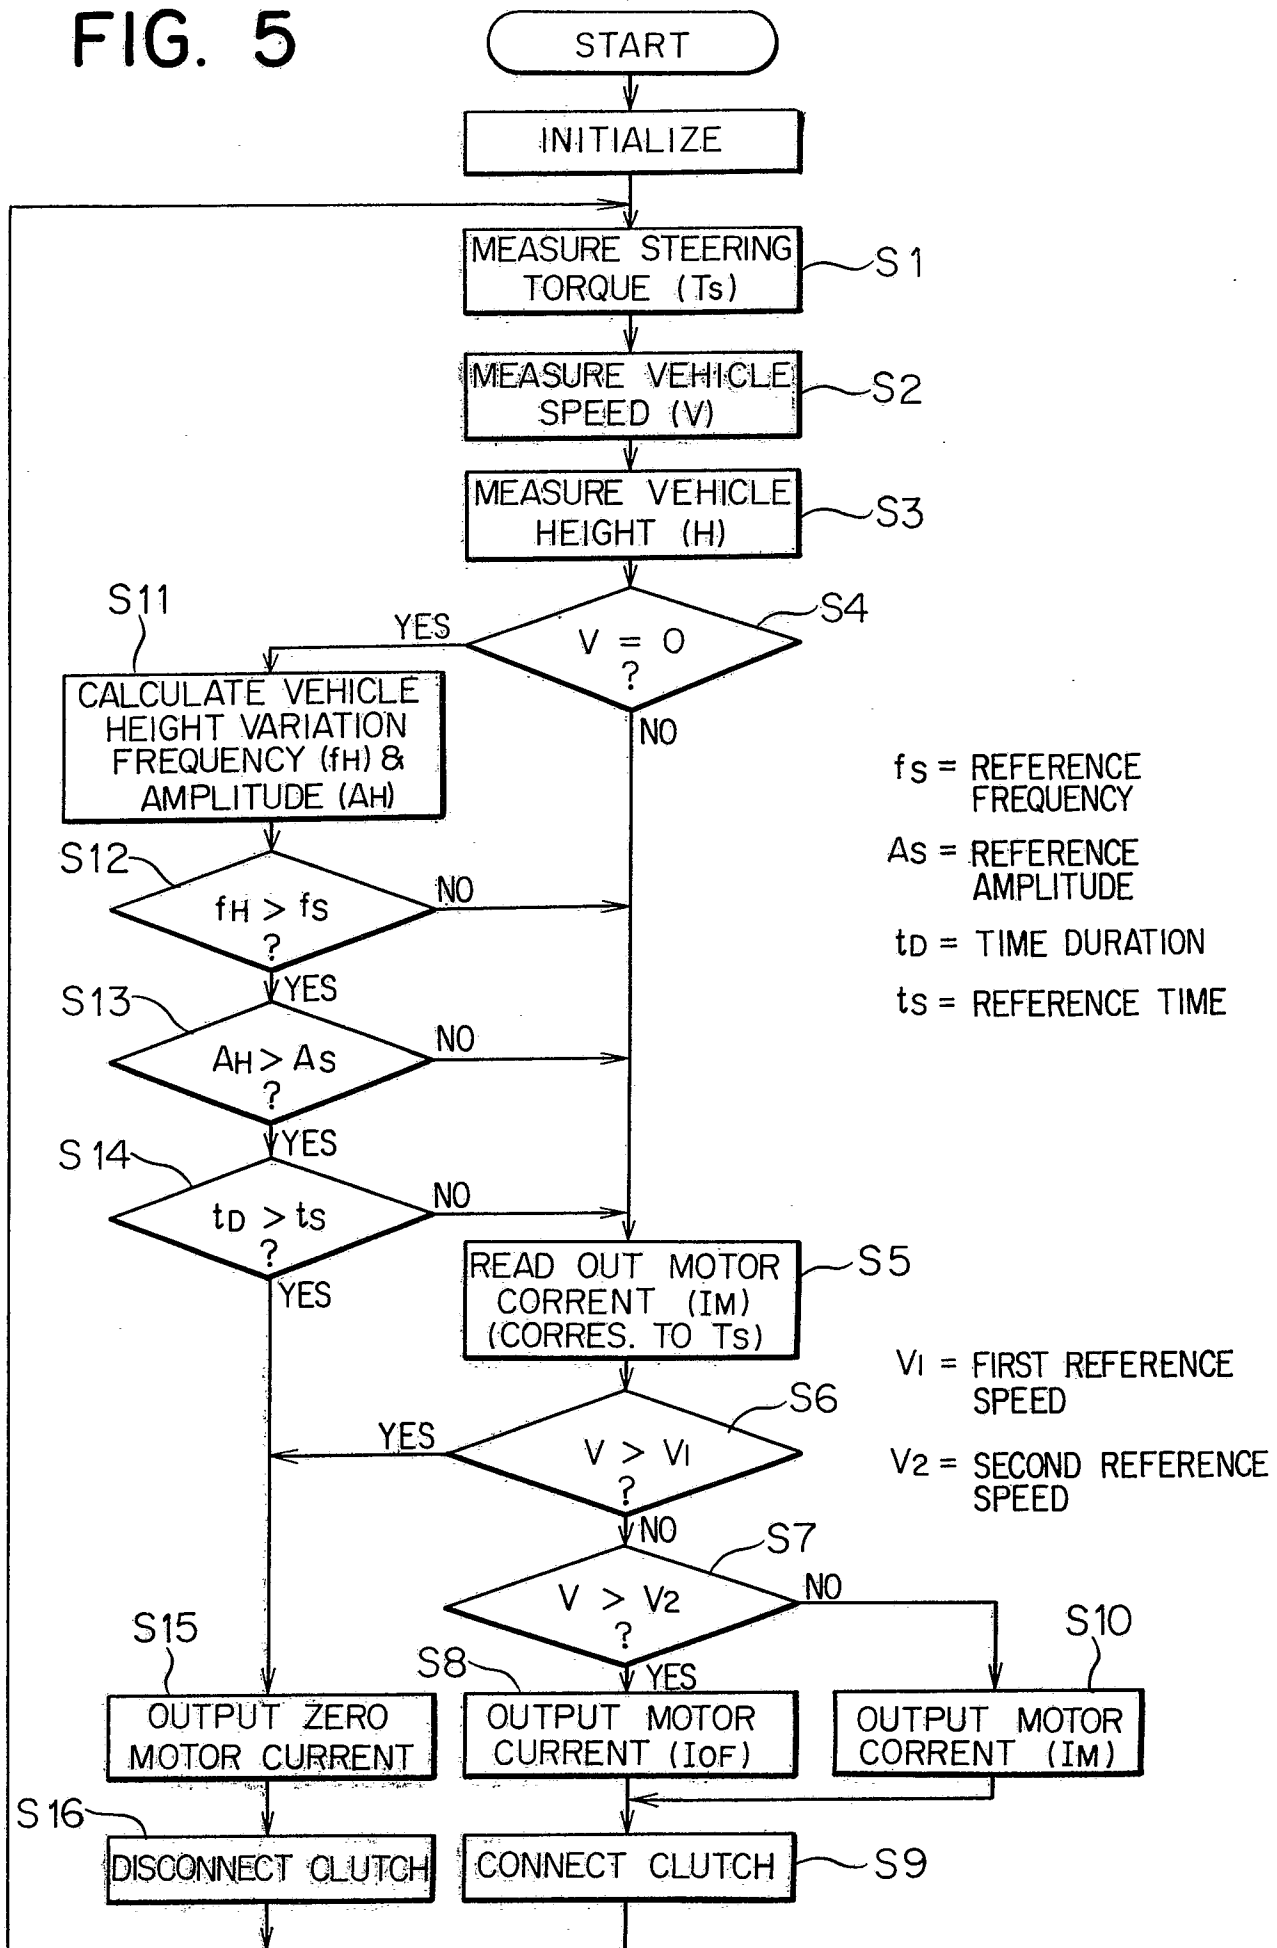 FIG. 5
START
INITIALIZE
MEASURE STEERING
TORQUE (Ts)
S1
MEASURE VEHICLE
SPEED (V)
S2
MEASURE VEHICLE
HEIGHT (H)
S3
S4
V = 0
?
YES
NO
S11
CALCULATE VEHICLE
HEIGHT VARIATION
FREQUENCY (fH) &
AMPLITUDE (AH)
S12
fH > fS
?
NO
YES
S13
AH > AS
?
NO
YES
S14
tD > tS
?
NO
YES
fS = REFERENCE
FREQUENCY
AS = REFERENCE
AMPLITUDE
tD = TIME DURATION
tS = REFERENCE TIME
READ OUT MOTOR
CORRENT (IM)
(CORRES. TO Ts)
S5
S6
V > V1
?
YES
NO
V1 = FIRST REFERENCE
SPEED
V2 = SECOND REFERENCE
SPEED
S7
V > V2
?
NO
YES
S15
OUTPUT ZERO
MOTOR CURRENT
S8
OUTPUT MOTOR
CURRENT (IOF)
S10
OUTPUT MOTOR
CORRENT (IM)
S16
DISCONNECT CLUTCH
CONNECT CLUTCH
S9